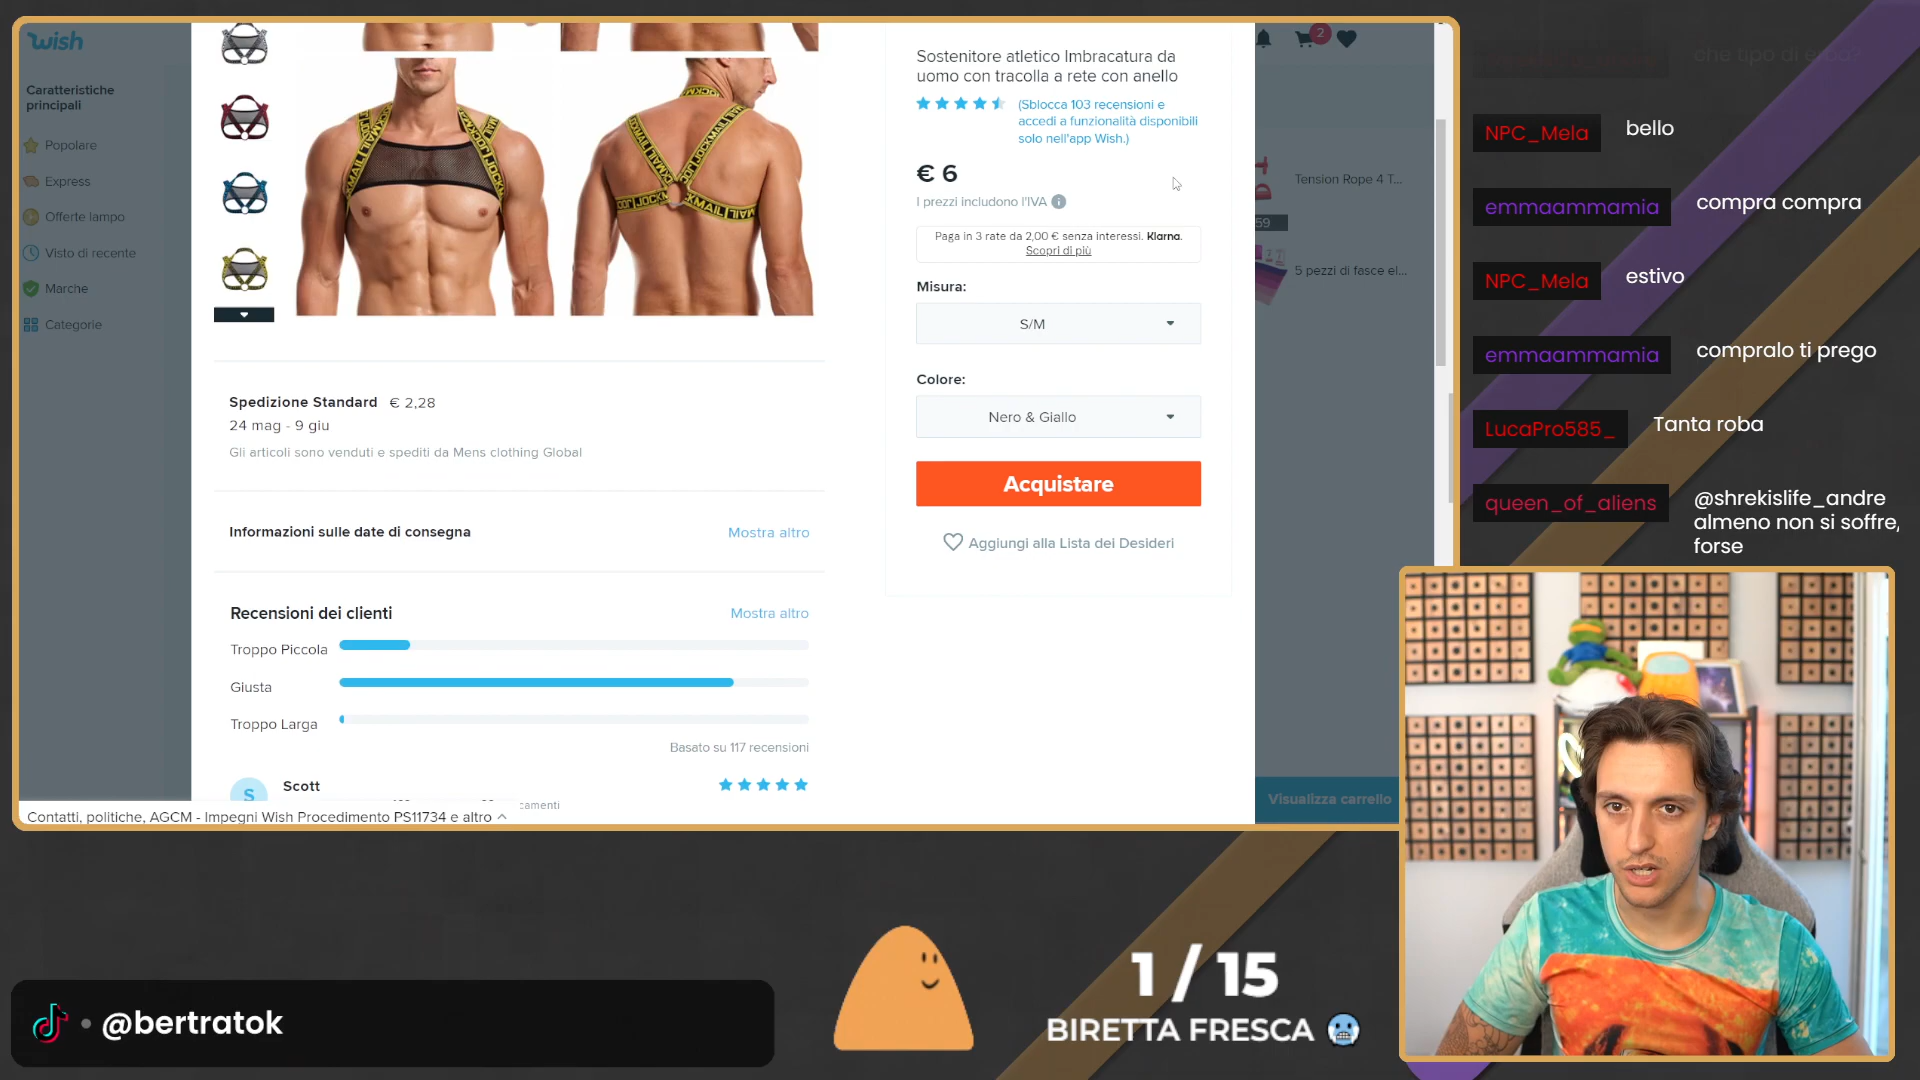 wish
Caratteristiche
principali
Popolare
Express
Offerte lampo
Visto di recente
Marche
Categorie
JOCKMAIL
JOCKMAIL
Spedizione Standard € 2,28
24 mag - 9 giu
Gli articoli sono venduti e spediti da Mens clothing Global
Informazioni sulle date di consegna
Mostra altro
Recensioni dei clienti
Mostra altro
Troppo Piccola
Giusta
Troppo Larga
Basato su 117 recensioni
S
Scott
Contatti, politiche, AGCM - Impegni Wish Procedimento PS11734 e altro
Sostenitore atletico Imbracatura da
uomo con tracolla a rete con anello
(Sblocca 103 recensioni e
accedi a funzionalità disponibili
solo nell'app Wish.)
€ 6
I prezzi includono l'IVA
Paga in 3 rate da 2,00 € senza interessi. Klarna.
Scopri di più
Misura:
S/M
Colore:
Nero & Giallo
Acquistare
Aggiungi alla Lista dei Desideri
2
Tension Rope 4 T...
59
5 pezzi di fasce el...
Visualizza carrello
che tipo di
NPC_Mela bello
emmaammamia compra compra
NPC_Mela estivo
emmaammamia compralo ti prego
LucaPro585_ Tanta roba
queen_of_aliens @shrekislife_andre
almeno non si soffre,
forse
@bertratok
1 / 15
BIRETTA FRESCA